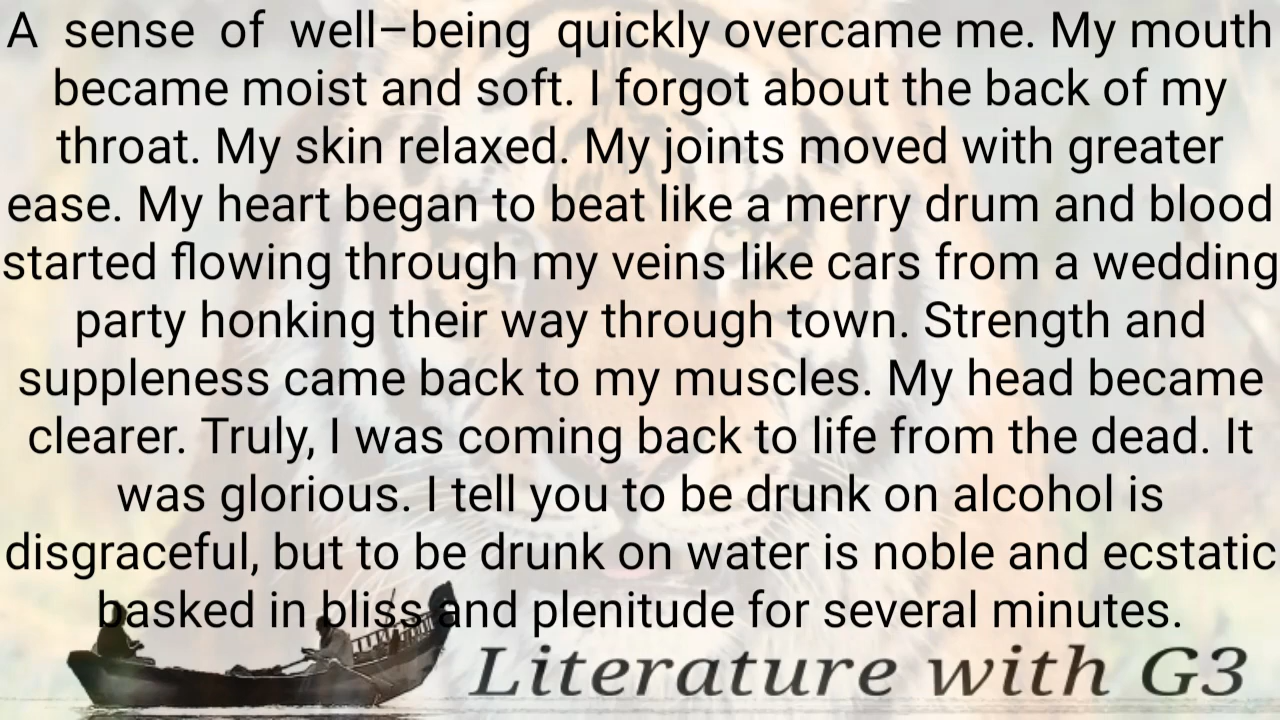 A sense of well–being quickly overcame me. My mouth
became moist and soft. I forgot about the back of my
throat. My skin relaxed. My joints moved with greater
ease. My heart began to beat like a merry drum and blood
started flowing through my veins like cars from a wedding
party honking their way through town. Strength and
suppleness came back to my muscles. My head became
clearer. Truly, I was coming back to life from the dead. It
was glorious. I tell you to be drunk on alcohol is
disgraceful, but to be drunk on water is noble and ecstatic
basked in bliss and plenitude for several minutes.
Literature with G3